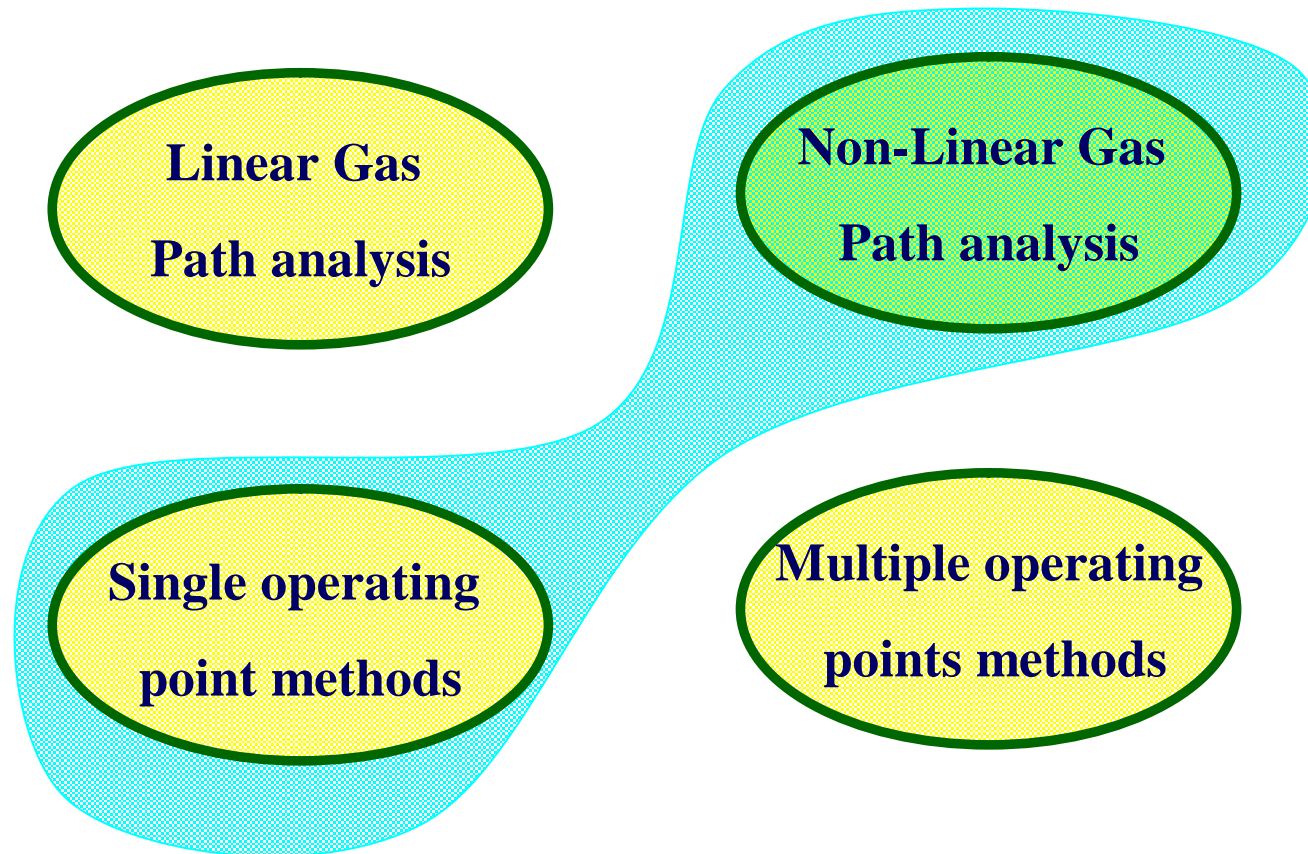 Linear Gas
Path analysis
Non-Linear Gas
Path analysis
Single operating
point methods
Multiple operating
points methods